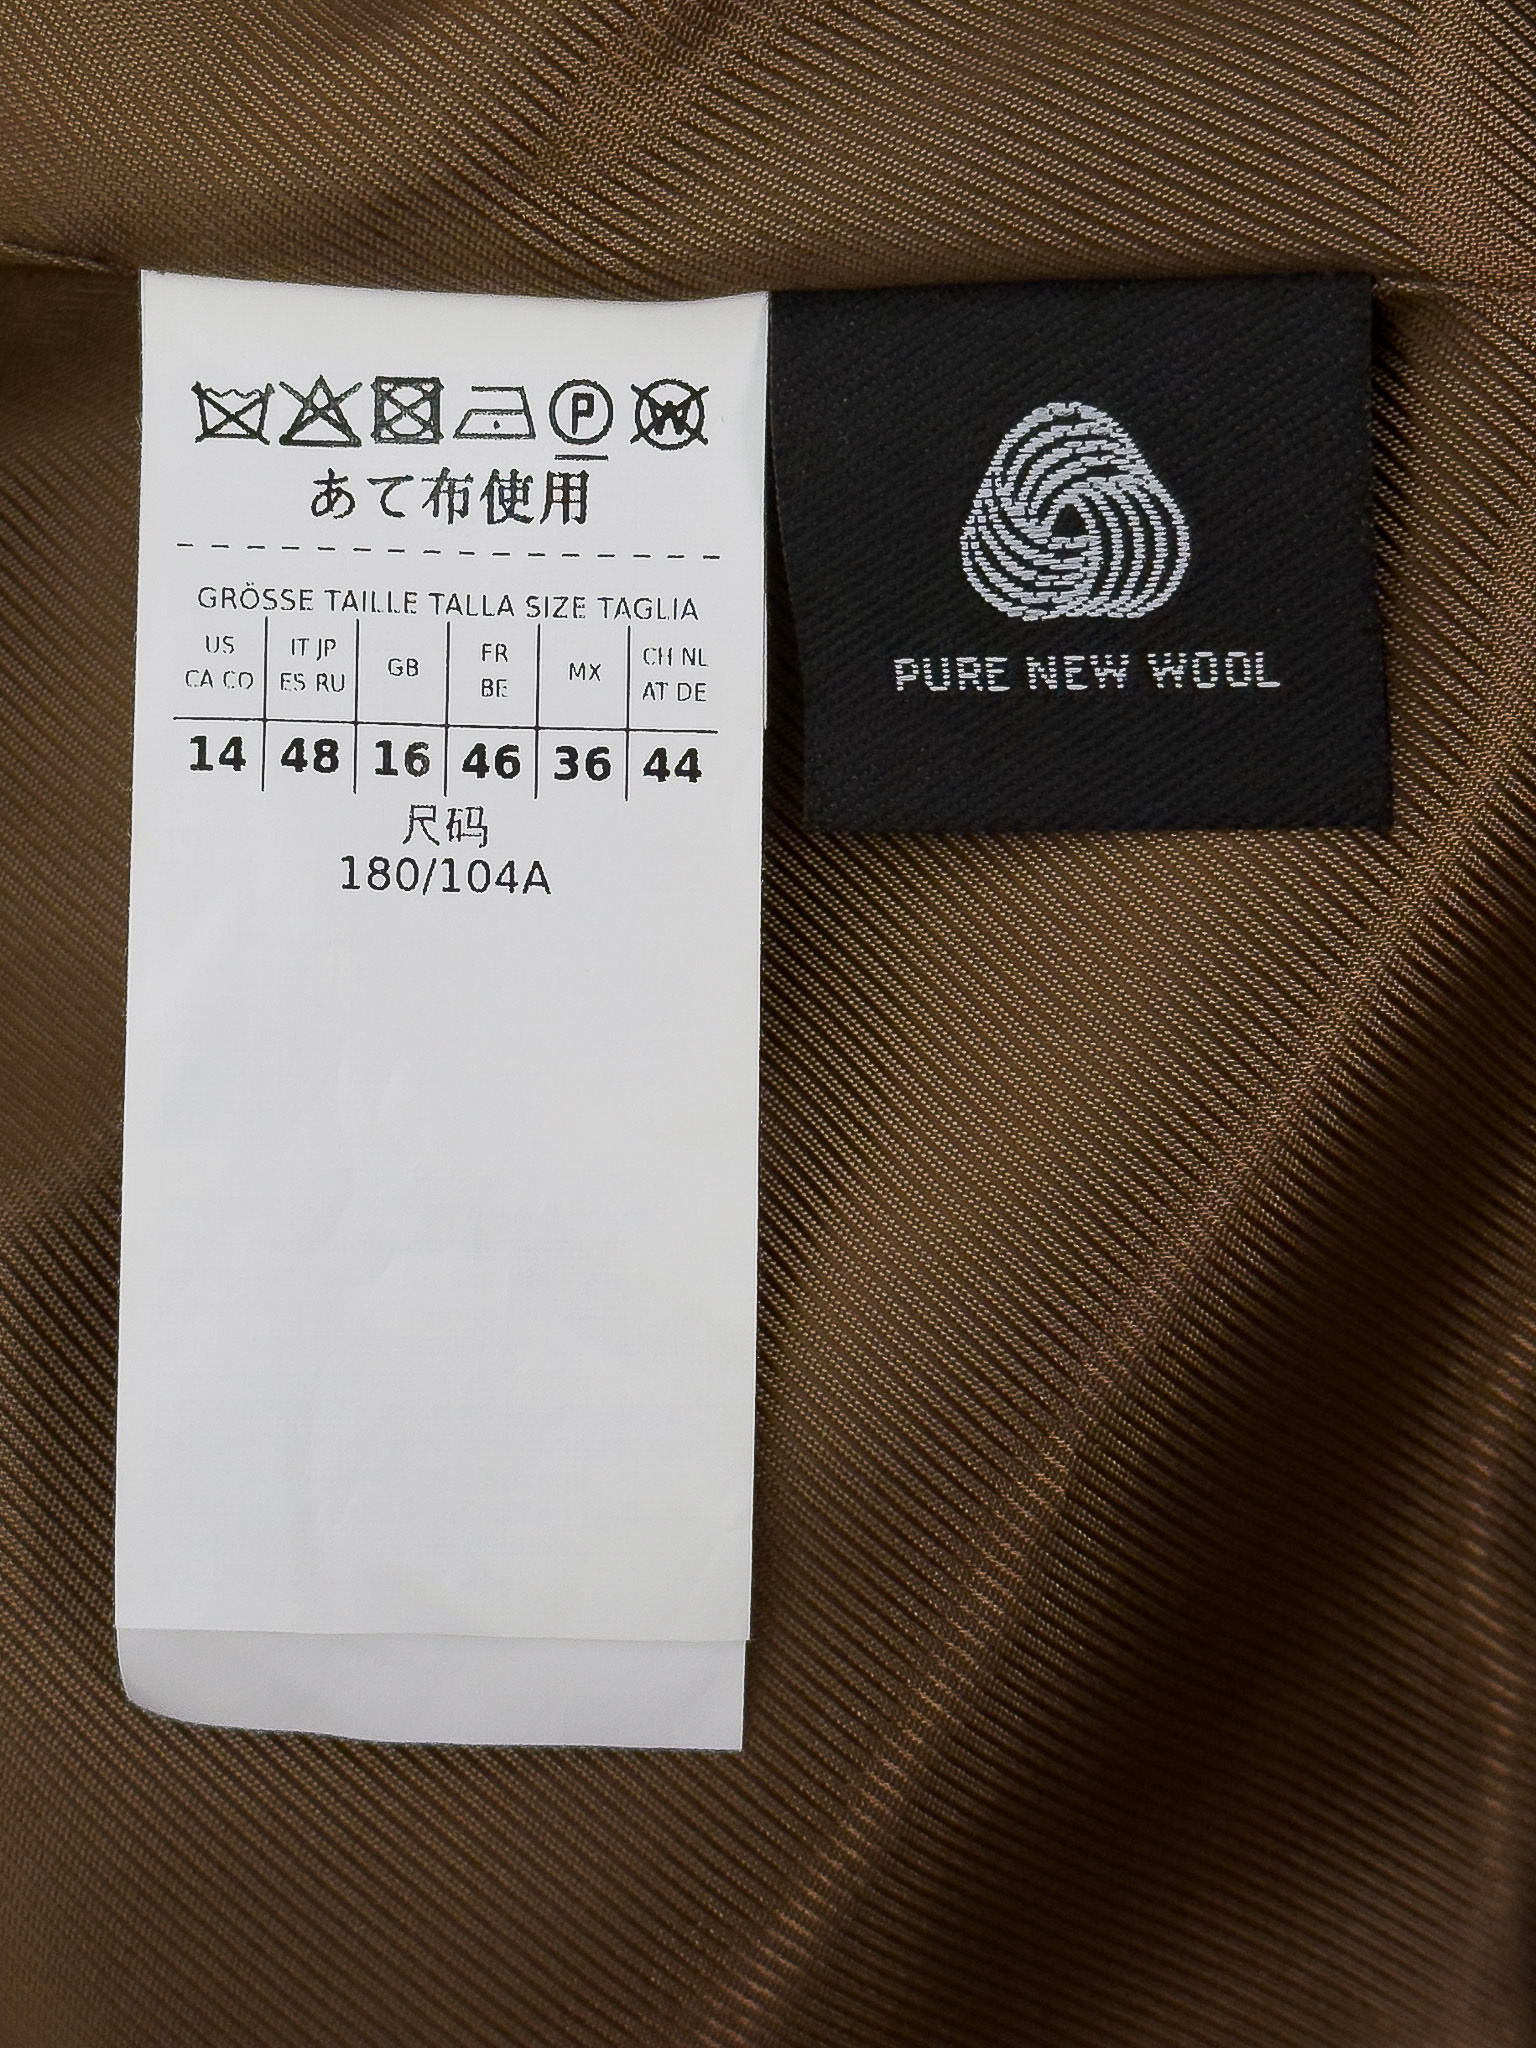 P W
あて布使用
GRÖSSE TAILLE TALLA SIZE TAGLIA
US IT JP GB FR MX CH NL
CA CO ES RU BE AT DE
14 48 16 46 36 44
尺码
180/104A
PURE NEW WOOL